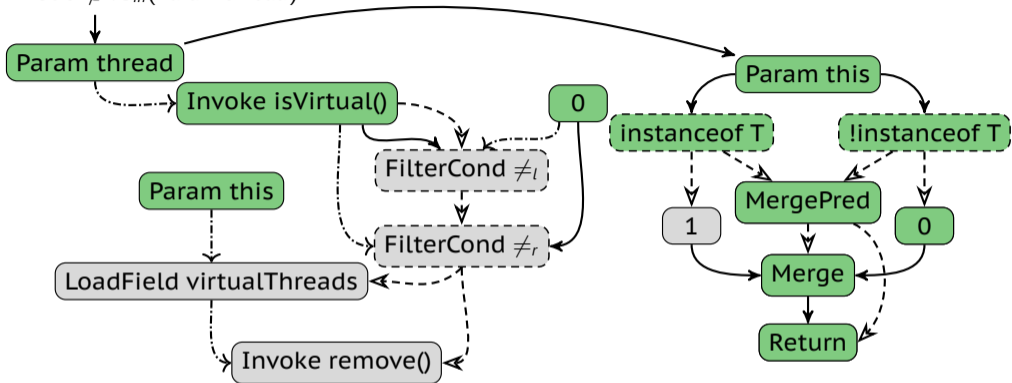 Param thread
Invoke isVirtual()
0
FilterCond ≠ₗ
Param this
FilterCond ≠ᵣ
LoadField virtualThreads
Invoke remove()
Param this
instanceof T
!instanceof T
MergePred
1
0
Merge
Return